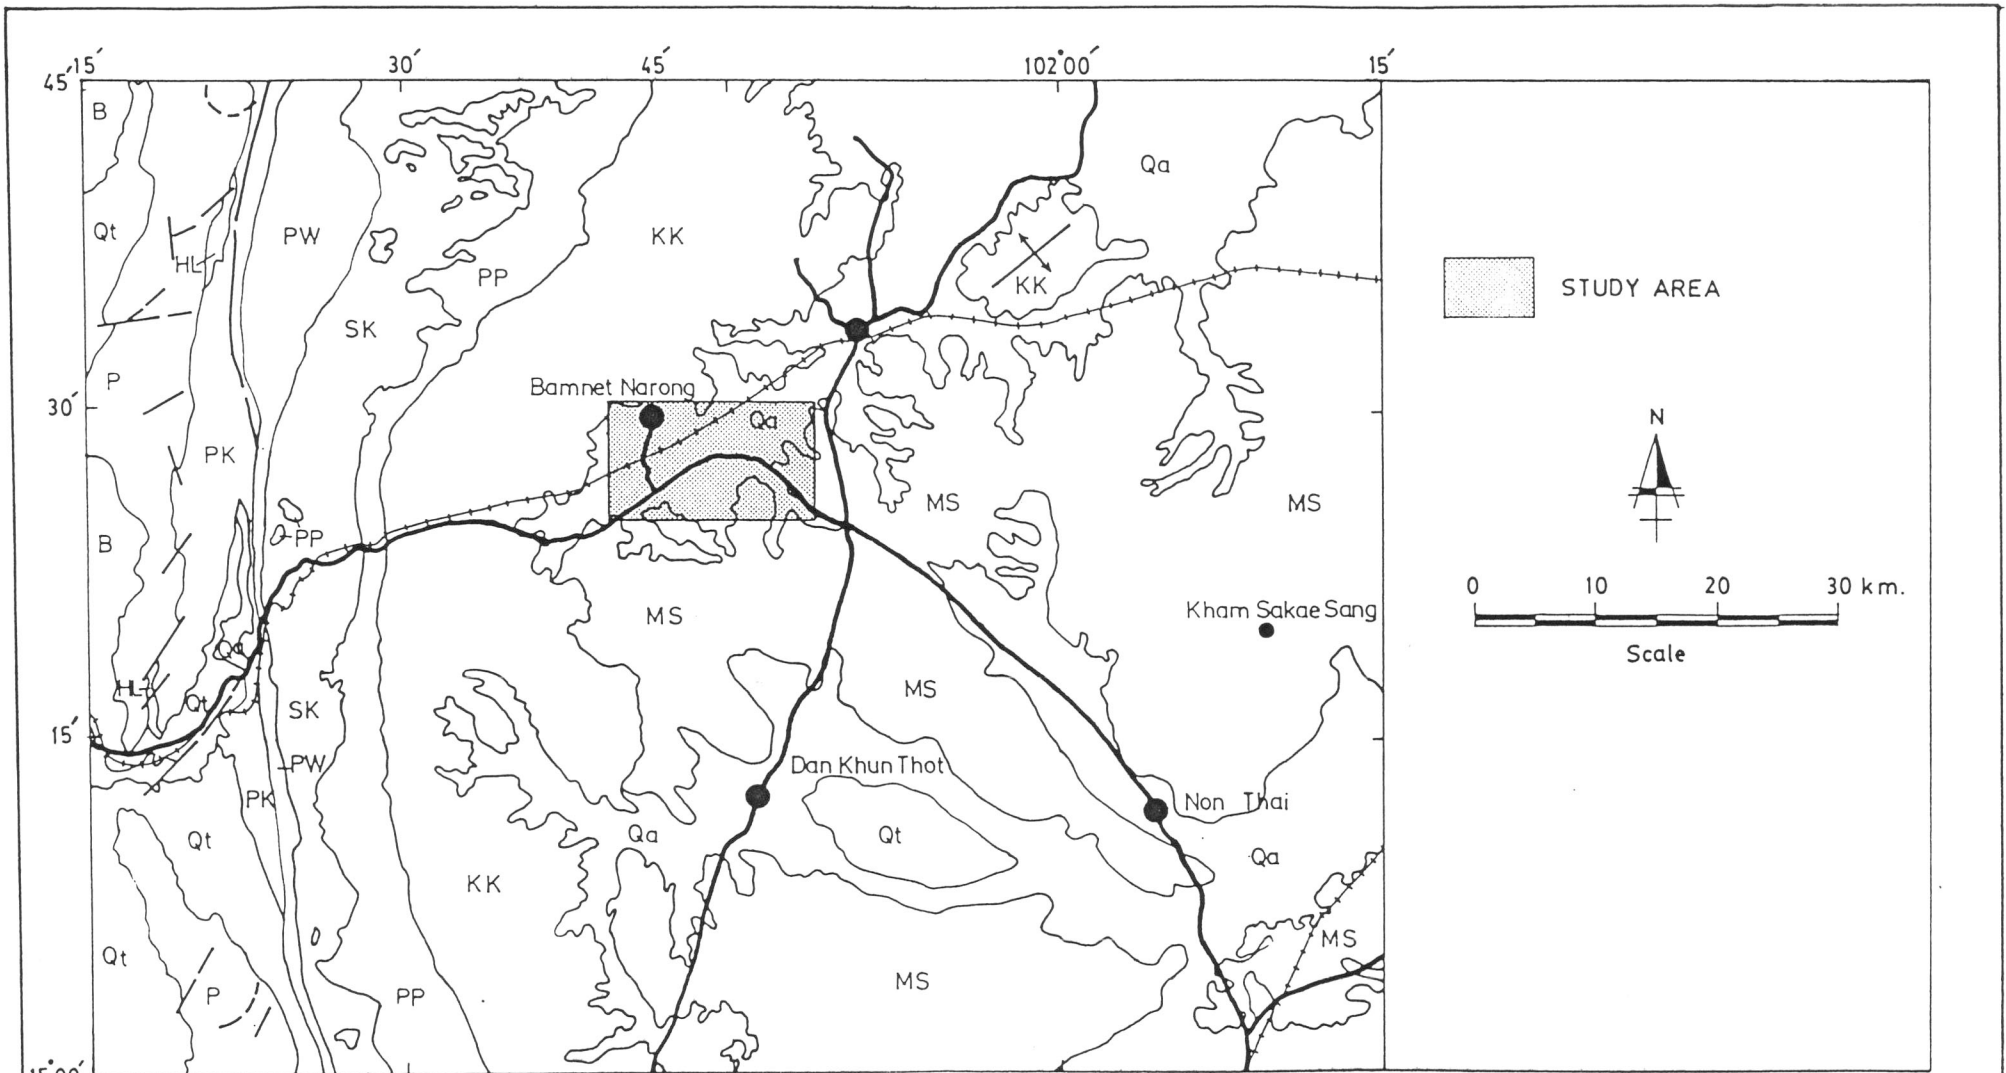 15′ 30′ 45′ 102°00′ 15′
45′
B
Qa
Qt PW KK
HL
PP KK
STUDY AREA
SK
P Bamnet Narong
30′ Qa
N
PK
MS MS
PP
B
0 10 20 30 km.
MS Kham Sakae Sang
Qa Scale
HL MS
Qt SK
15′
PW Dan Khun Thot
PK Non Thai
Qt Qa Qt
Qa
KK
MS
Qt
MS
P PP
15°00′